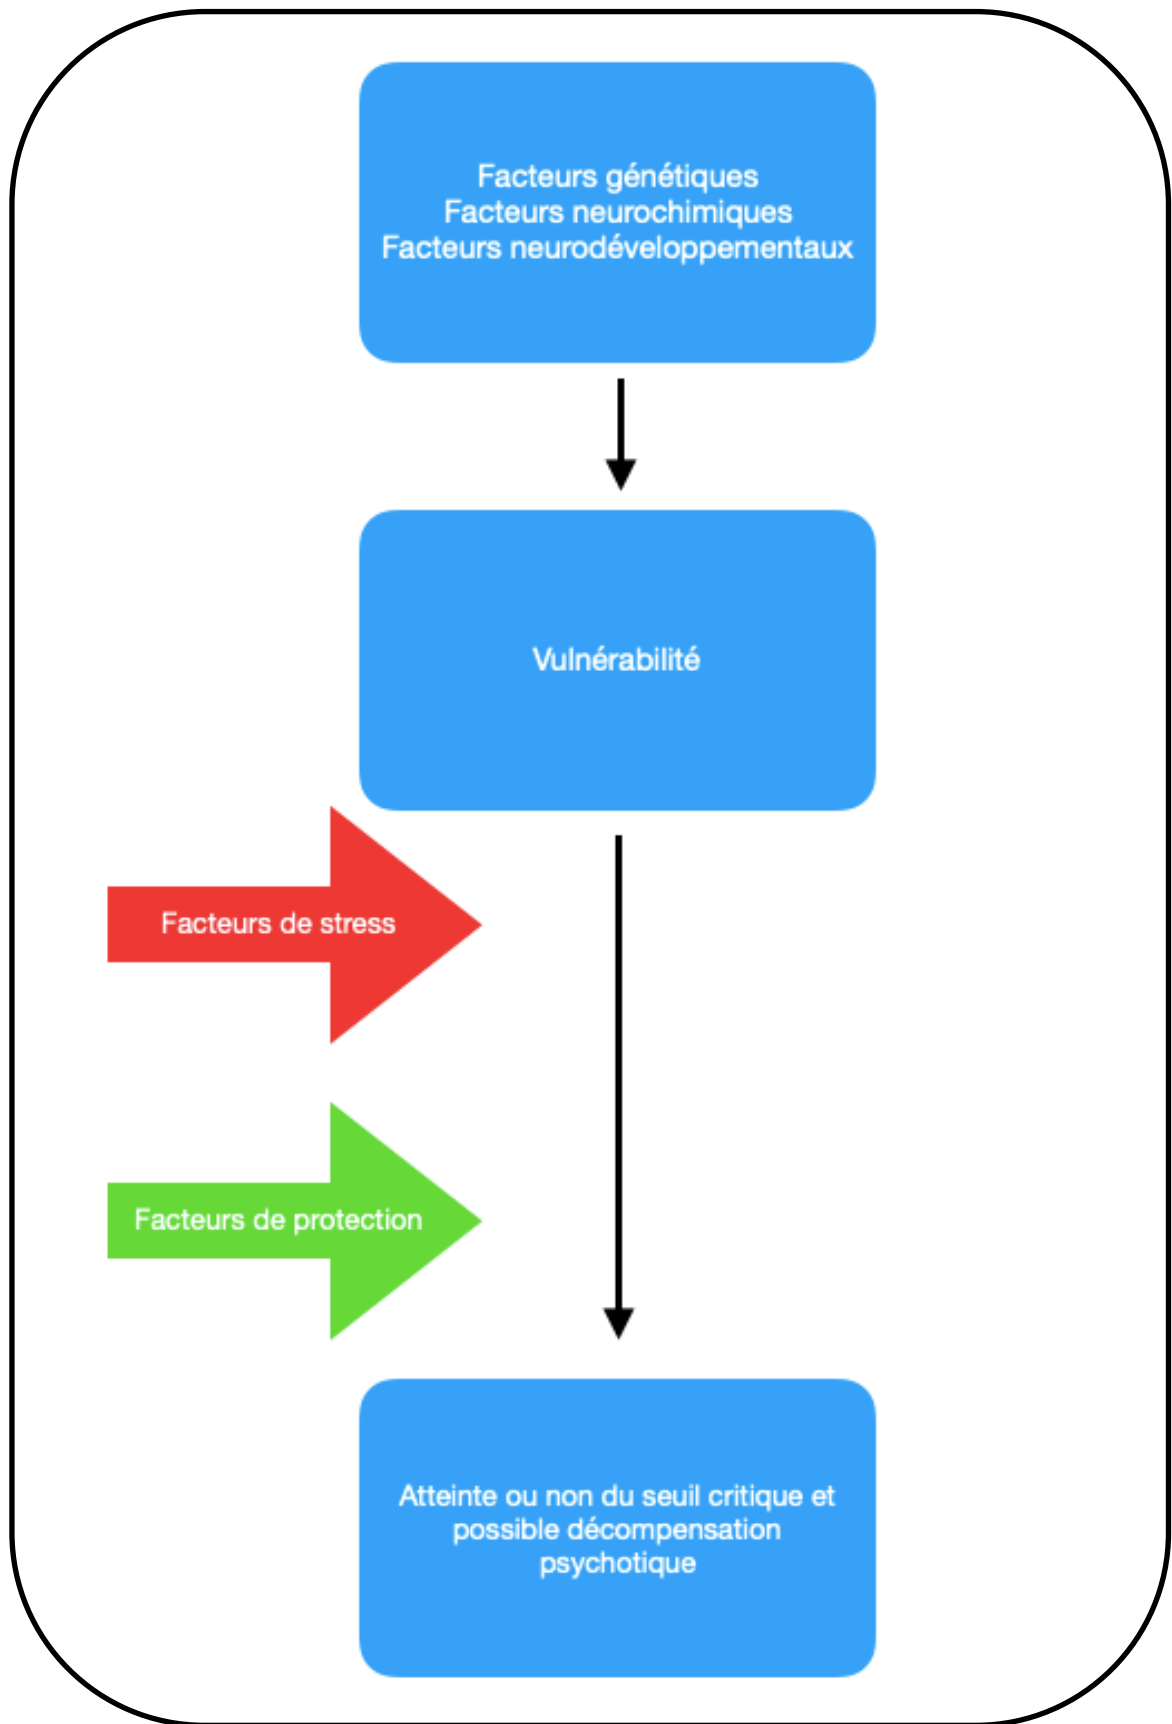 Facteurs génétiques
Facteurs neurochimiques
Facteurs neurodéveloppementaux
Vulnérabilité
Facteurs de stress
Facteurs de protection
Atteinte ou non du seuil critique et
possible décompensation
psychotique